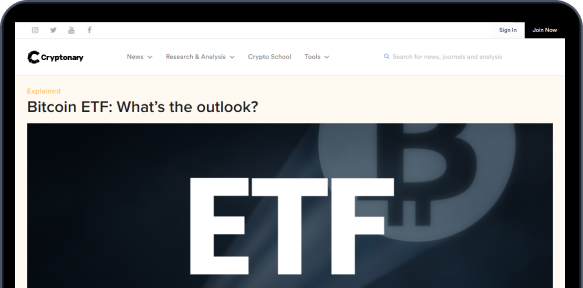 Sign In Join Now
Cryptonary News Research & Analysis Crypto School Tools Search for news, journals and analysis
Explained
Bitcoin ETF: What's the outlook?
ETF